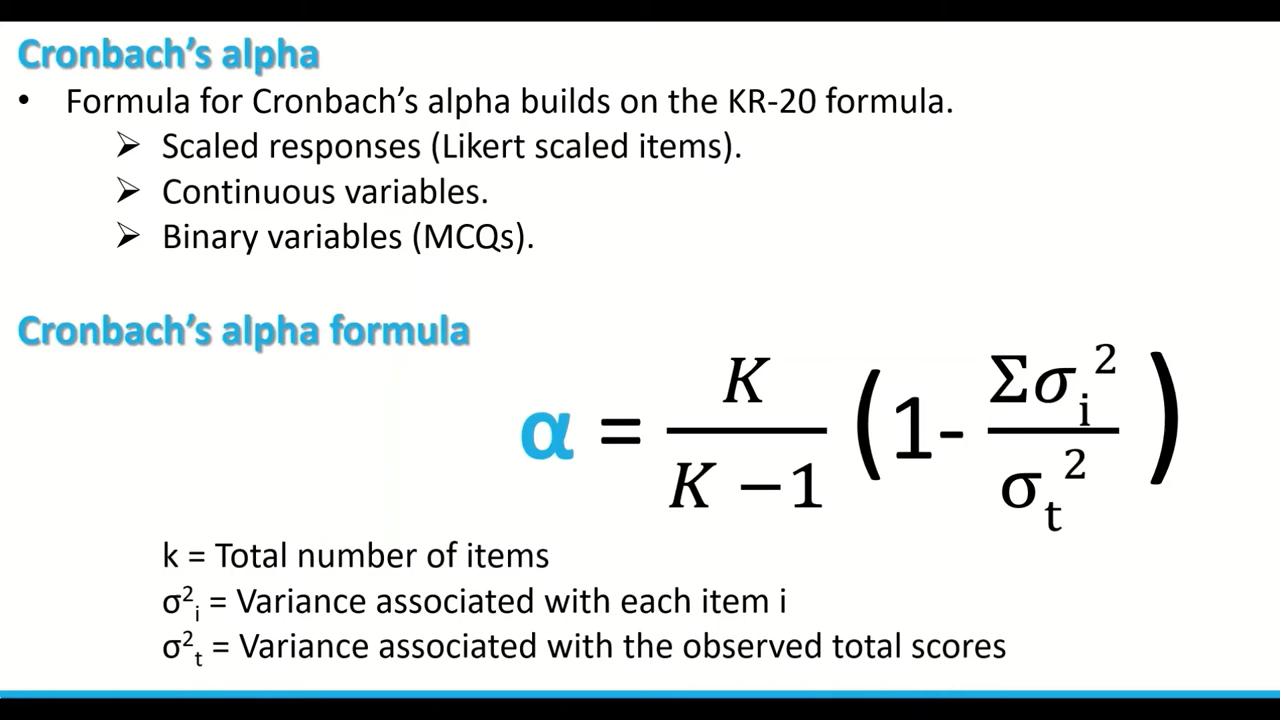 Cronbach's alpha
• Formula for Cronbach's alpha builds on the KR-20 formula.
➢ Scaled responses (Likert scaled items).
➢ Continuous variables.
➢ Binary variables (MCQs).
Cronbach's alpha formula
α = K / (K − 1) (1 - Σσᵢ² / σₜ²)
k = Total number of items
σ²ᵢ = Variance associated with each item i
σ²ₜ = Variance associated with the observed total scores